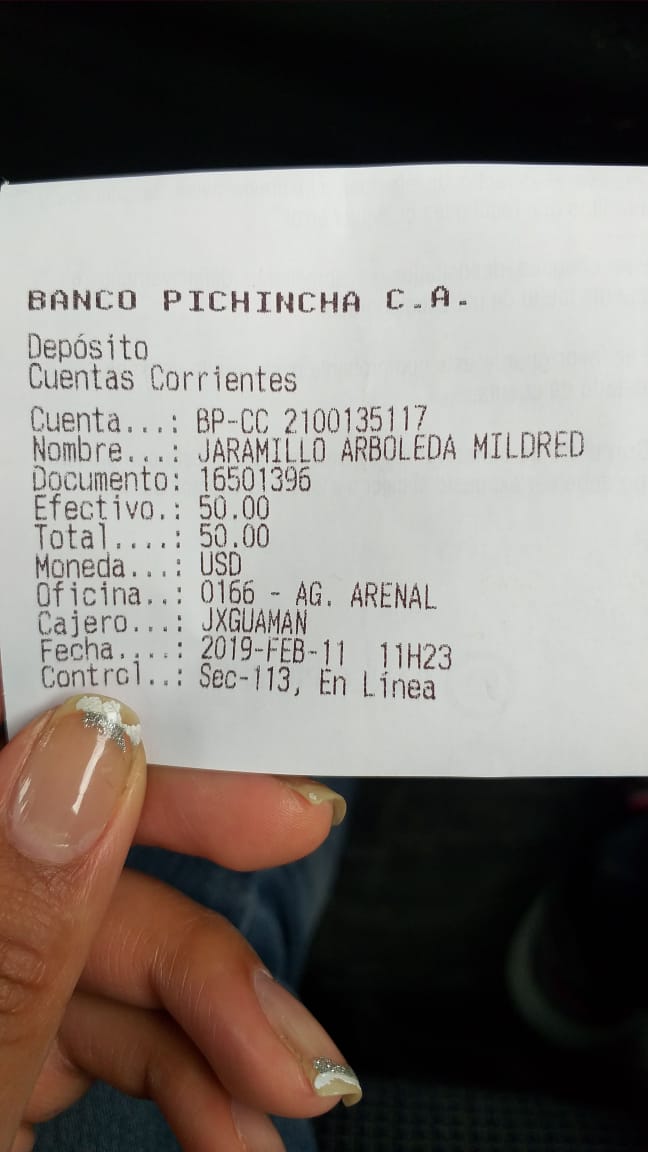 BANCO PICHINCHA C.A.
Depósito
Cuentas Corrientes
Cuenta...: BP-CC 2100135117
Nombre...: JARAMILLO ARBOLEDA MILDRED
Documento: 16501396
Efectivo.: 50.00
Total....: 50.00
Moneda...: USD
Oficina..: 0166 - AG. ARENAL
Cajero...: JXGUAMAN
Fecha....: 2019-FEB-11 11H23
Control..: Sec-113, En Línea